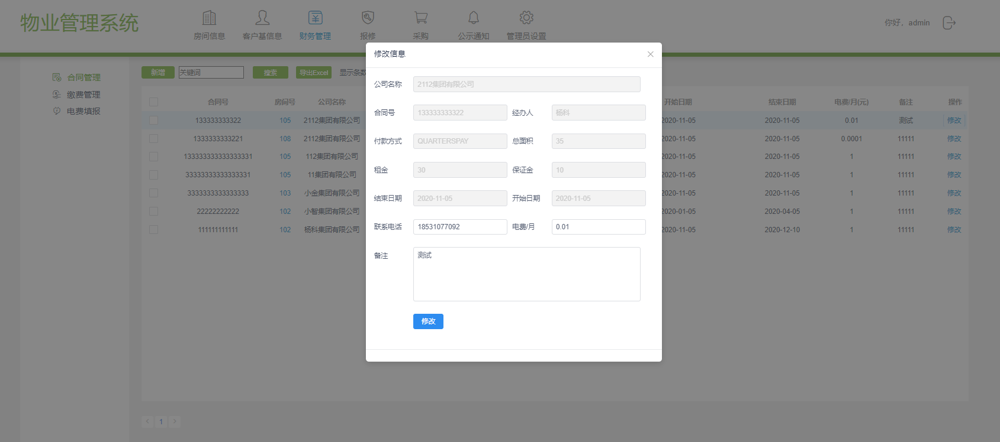 物业管理系统
房间信息 客户基信息 财务管理 报修 采购 公示通知 管理员设置
你好，admin
合同管理
缴费管理
电费填报
新增 关键词 搜索 导出Excel 显示条数
合同号 房间号 公司名称 开始日期 结束日期 电费/月(元) 备注 操作
133333333322 105 2112集团有限公司 2020-11-05 2020-11-05 0.01 测试 修改
1333333333221 108 2112集团有限公司 2020-11-05 2020-11-05 0.0001 11111 修改
133333333333333331 105 112集团有限公司 2020-11-05 2020-11-05 1 11111 修改
33333333333333331 105 11集团有限公司 2020-11-05 2020-11-05 1 11111 修改
3333333333333333 103 小金集团有限公司 2020-11-05 2020-11-05 1 11111 修改
22222222222 102 小智集团有限公司 2020-01-05 2020-04-05 1 11111 修改
111111111111 102 杨科集团有限公司 2020-11-05 2020-12-10 1 11111 修改
1
修改信息
公司名称 2112集团有限公司
合同号 133333333322 经办人 杨科
付款方式 QUARTERSPAY 总面积 35
租金 30 保证金 10
结束日期 2020-11-05 开始日期 2020-11-05
联系电话 18531077092 电费/月 0.01
备注 测试
修改